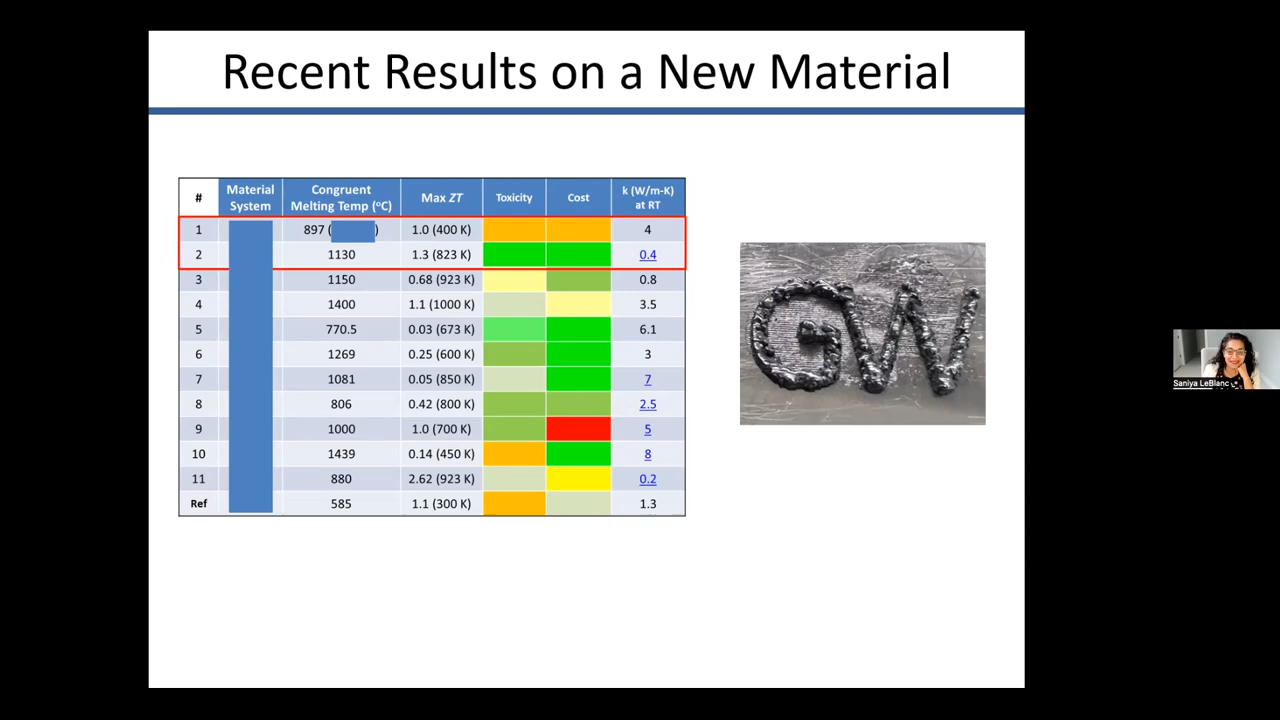 Recent Results on a New Material
# Material System Congruent Melting Temp (°C) Max ZT Toxicity Cost k (W/m-K) at RT
1 897 ( ) 1.0 (400 K) 4
2 1130 1.3 (823 K) 0.4
3 1150 0.68 (923 K) 0.8
4 1400 1.1 (1000 K) 3.5
5 770.5 0.03 (673 K) 6.1
6 1269 0.25 (600 K) 3
7 1081 0.05 (850 K) 7
8 806 0.42 (800 K) 2.5
9 1000 1.0 (700 K) 5
10 1439 0.14 (450 K) 8
11 880 2.62 (923 K) 0.2
Ref 585 1.1 (300 K) 1.3
GW
Saniya LeBlanc